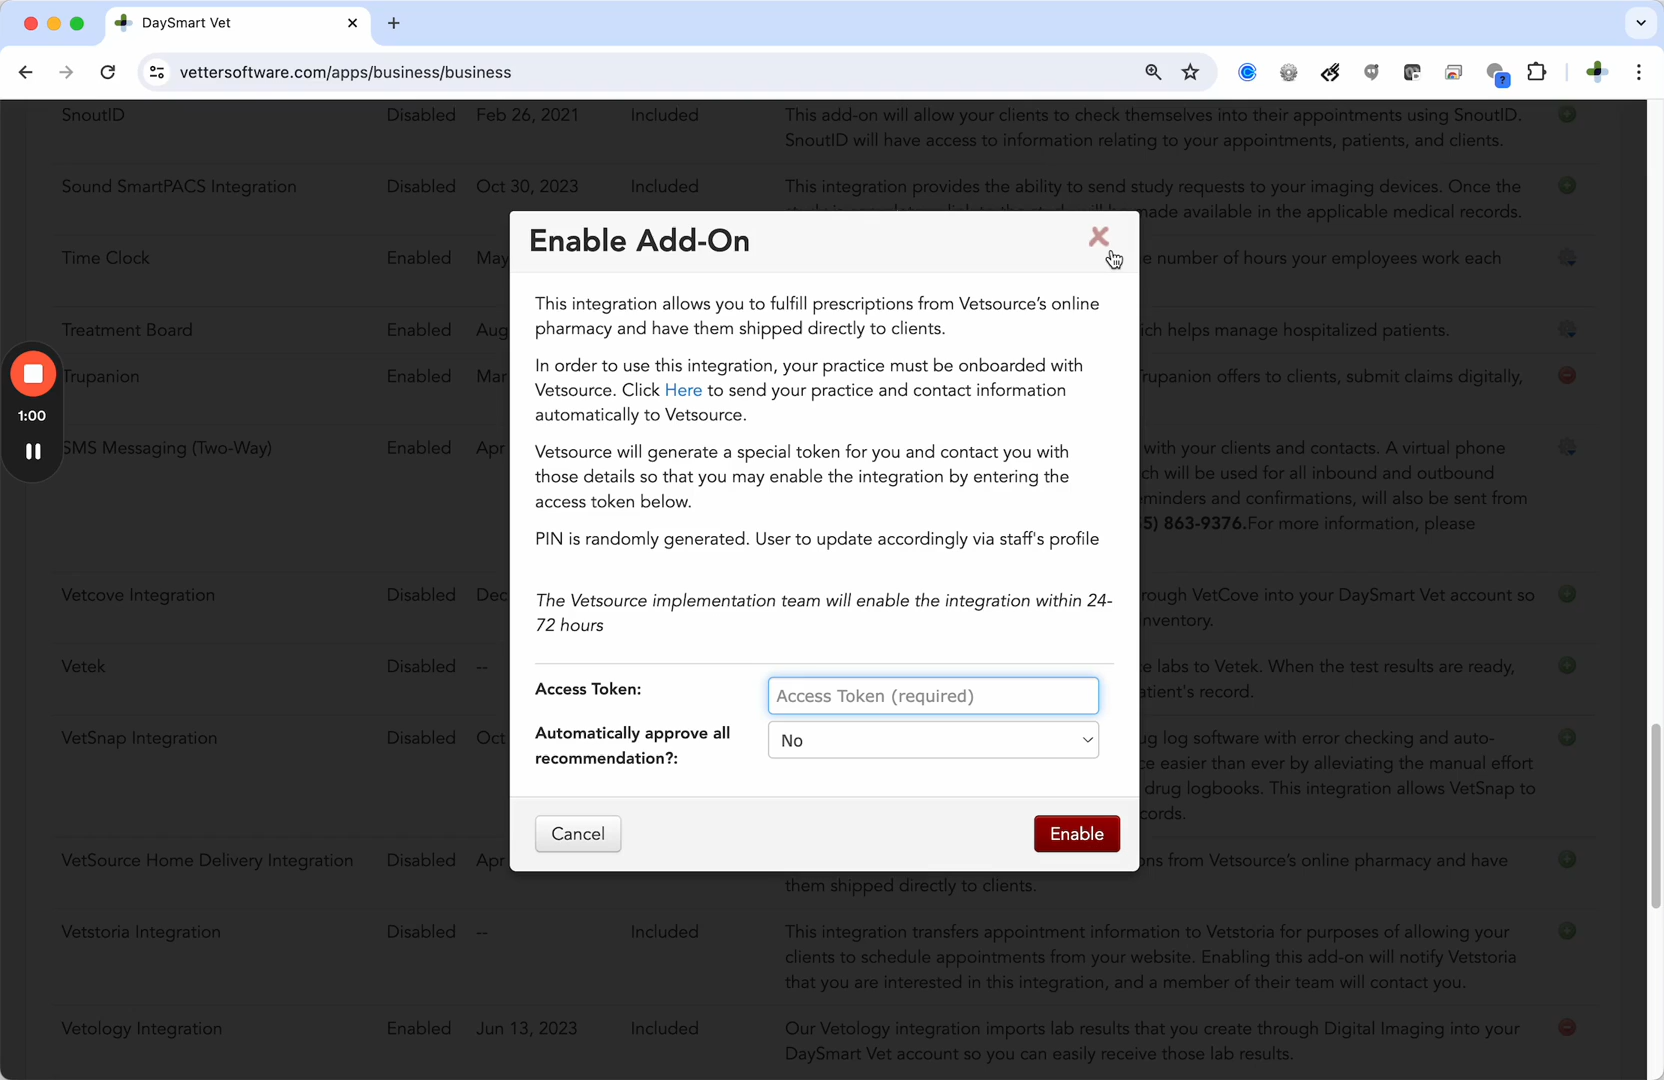 DaySmart Vet
vettersoftware.com/apps/business/business
SnoutID Disabled Feb 26, 2021 Included This add-on will allow your clients to check themselves into their appointments using SnoutID.
SnoutID will have access to information relating to your appointments, patients, and clients.
Sound SmartPACS Integration Disabled Oct 30, 2023 Included This integration provides the ability to send study requests to your imaging devices. Once the
made available in the applicable medical records.
Enable Add-On
Time Clock Enabled May
e number of hours your employees work each
This integration allows you to fulfill prescriptions from Vetsource's online
pharmacy and have them shipped directly to clients.
Treatment Board Enabled Aug
ich helps manage hospitalized patients.
In order to use this integration, your practice must be onboarded with
Vetsource. Click Here to send your practice and contact information
automatically to Vetsource.
Trupanion Enabled Mar
Trupanion offers to clients, submit claims digitally,
1:00
SMS Messaging (Two-Way) Enabled Apr
with your clients and contacts. A virtual phone
ch will be used for all inbound and outbound
minders and confirmations, will also be sent from
5) 863-9376.For more information, please
Vetsource will generate a special token for you and contact you with
those details so that you may enable the integration by entering the
access token below.
PIN is randomly generated. User to update accordingly via staff's profile
The Vetsource implementation team will enable the integration within 24-
72 hours
Vetcove Integration Disabled Dec
rough VetCove into your DaySmart Vet account so
nventory.
Vetek Disabled --
e labs to Vetek. When the test results are ready,
atient's record.
Access Token: Access Token (required)
Automatically approve all
recommendation?: No
VetSnap Integration Disabled Oct
ug log software with error checking and auto-
ce easier than ever by alleviating the manual effort
drug logbooks. This integration allows VetSnap to
cords.
Cancel Enable
VetSource Home Delivery Integration Disabled Apr
ns from Vetsource's online pharmacy and have
them shipped directly to clients.
Vetstoria Integration Disabled -- Included This integration transfers appointment information to Vetstoria for purposes of allowing your
clients to schedule appointments from your website. Enabling this add-on will notify Vetstoria
that you are interested in this integration, and a member of their team will contact you.
Vetology Integration Enabled Jun 13, 2023 Included Our Vetology integration imports lab results that you create through Digital Imaging into your
DaySmart Vet account so you can easily receive those lab results.